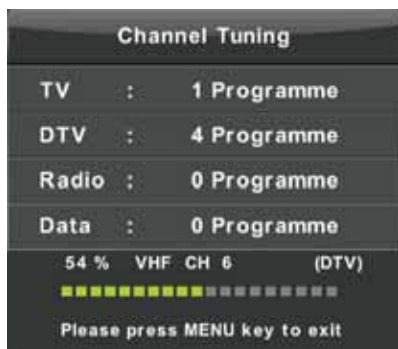 Channel Tuning
TV : 1 Programme
DTV : 4 Programme
Radio : 0 Programme
Data : 0 Programme
54 % VHF CH 6 (DTV)
Please press MENU key to exit